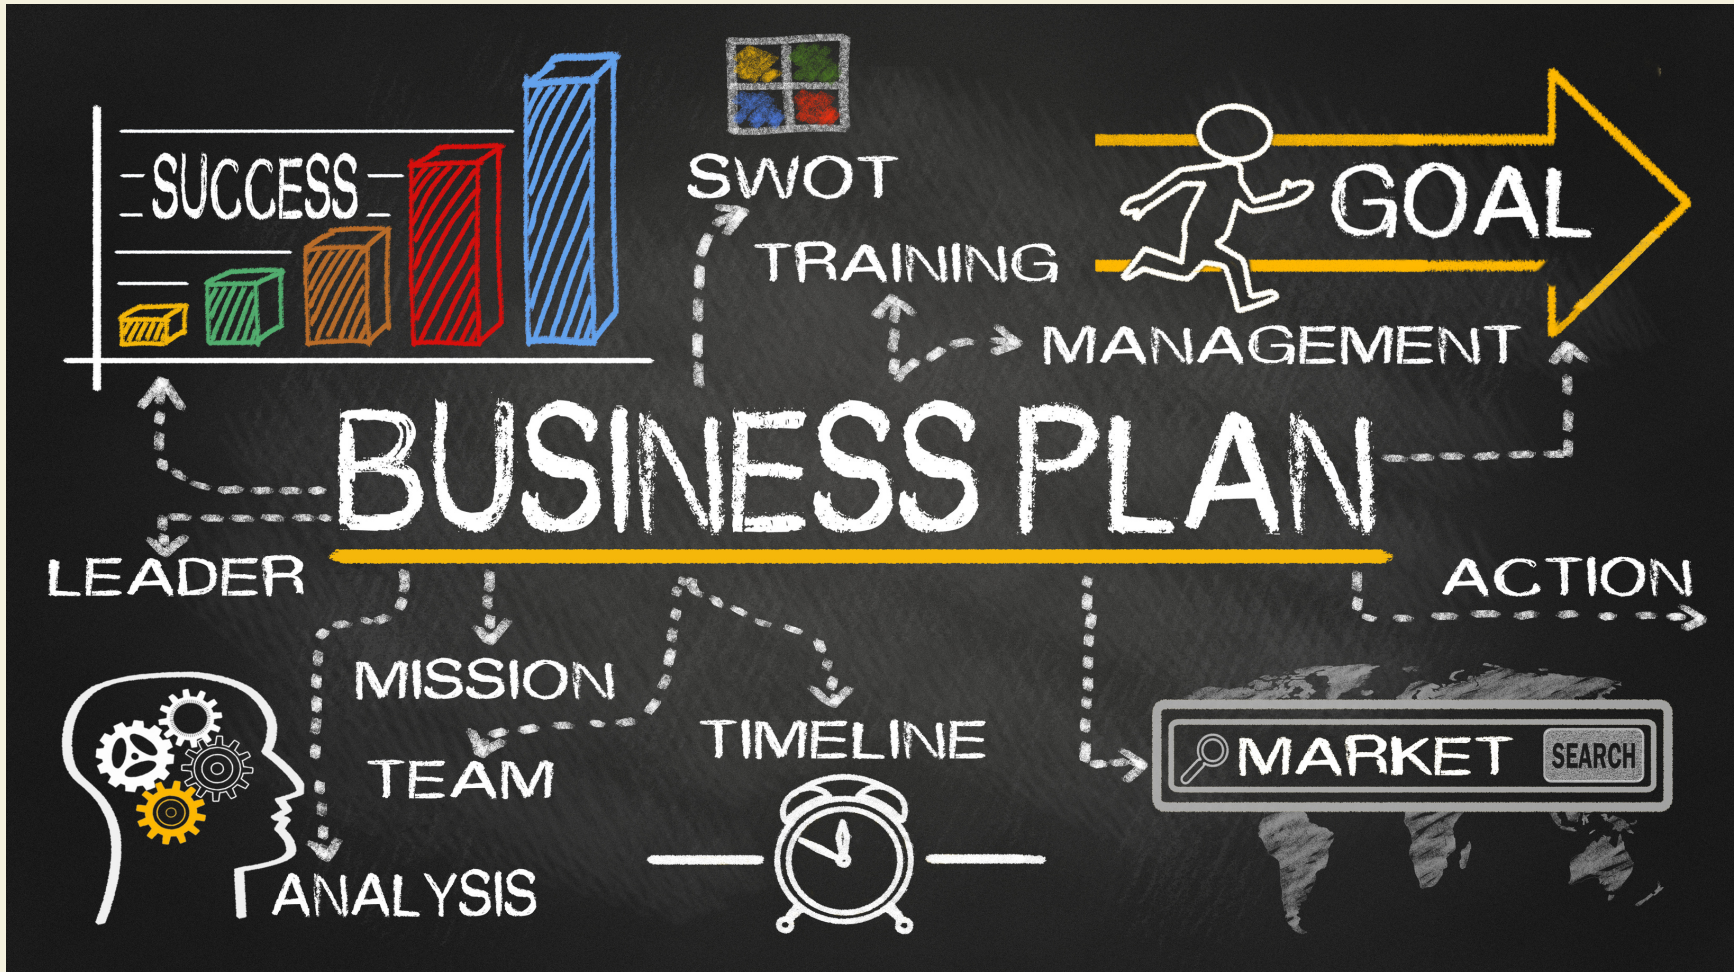 SUCCESS
SWOT
GOAL
TRAINING
MANAGEMENT
BUSINESS PLAN
LEADER
ACTION
MISSION
TIMELINE
MARKET SEARCH
TEAM
ANALYSIS